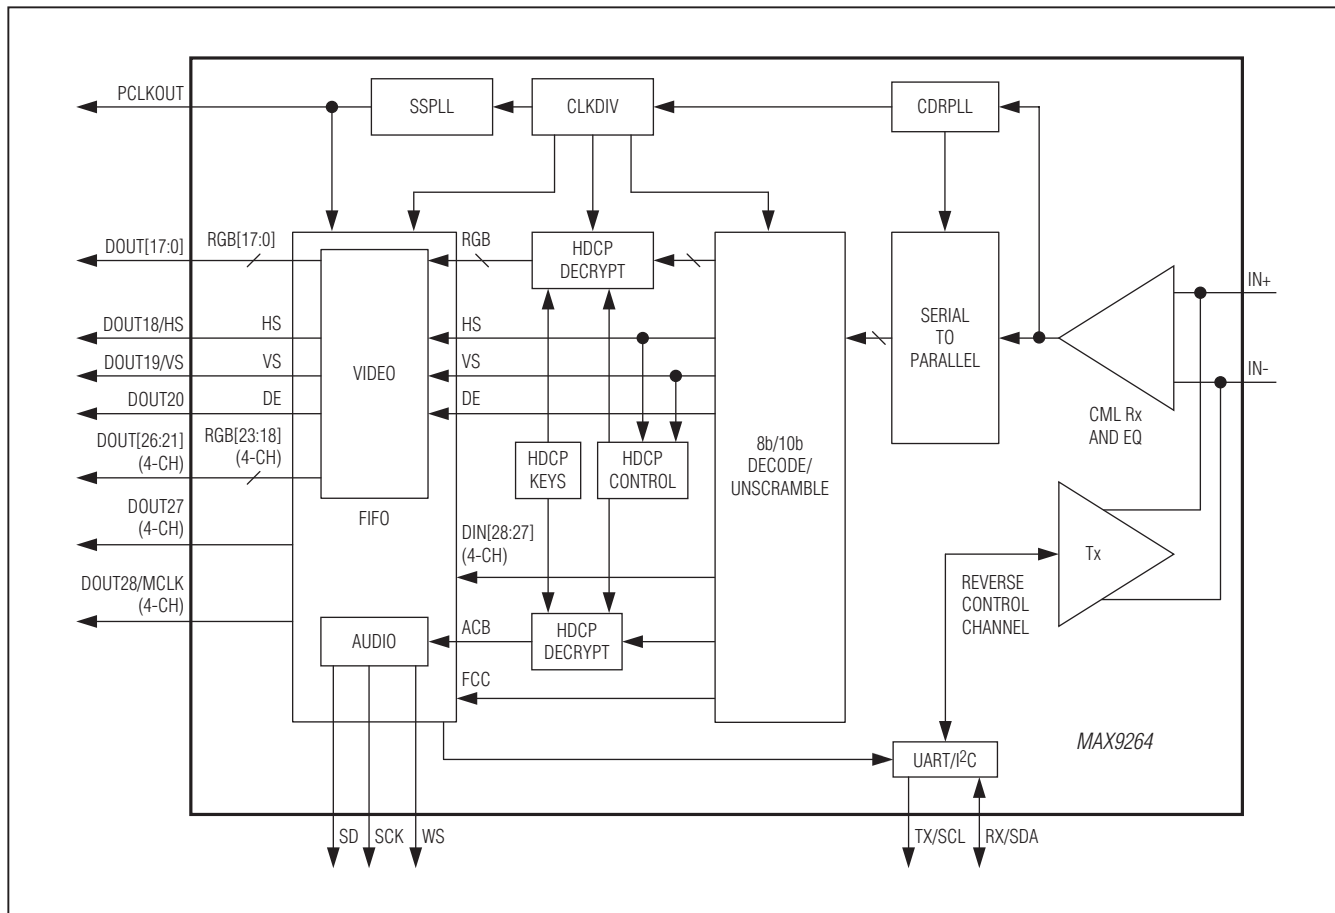 PCLKOUT
SSPLL
CLKDIV
CDRPLL
DOUT[17:0]
RGB[17:0]
RGB
HDCP
DECRYPT
DOUT18/HS
HS
HS
DOUT19/VS
VS
VS
DOUT20
DE
DE
DOUT[26:21]
(4-CH)
RGB[23:18]
(4-CH)
VIDEO
FIFO
HDCP
KEYS
HDCP
CONTROL
8b/10b
DECODE/
UNSCRAMBLE
SERIAL
TO
PARALLEL
CML Rx
AND EQ
IN+
IN-
DOUT27
(4-CH)
DIN[28:27]
(4-CH)
DOUT28/MCLK
(4-CH)
AUDIO
ACB
HDCP
DECRYPT
FCC
Tx
REVERSE
CONTROL
CHANNEL
UART/I²C
MAX9264
SD
SCK
WS
TX/SCL
RX/SDA